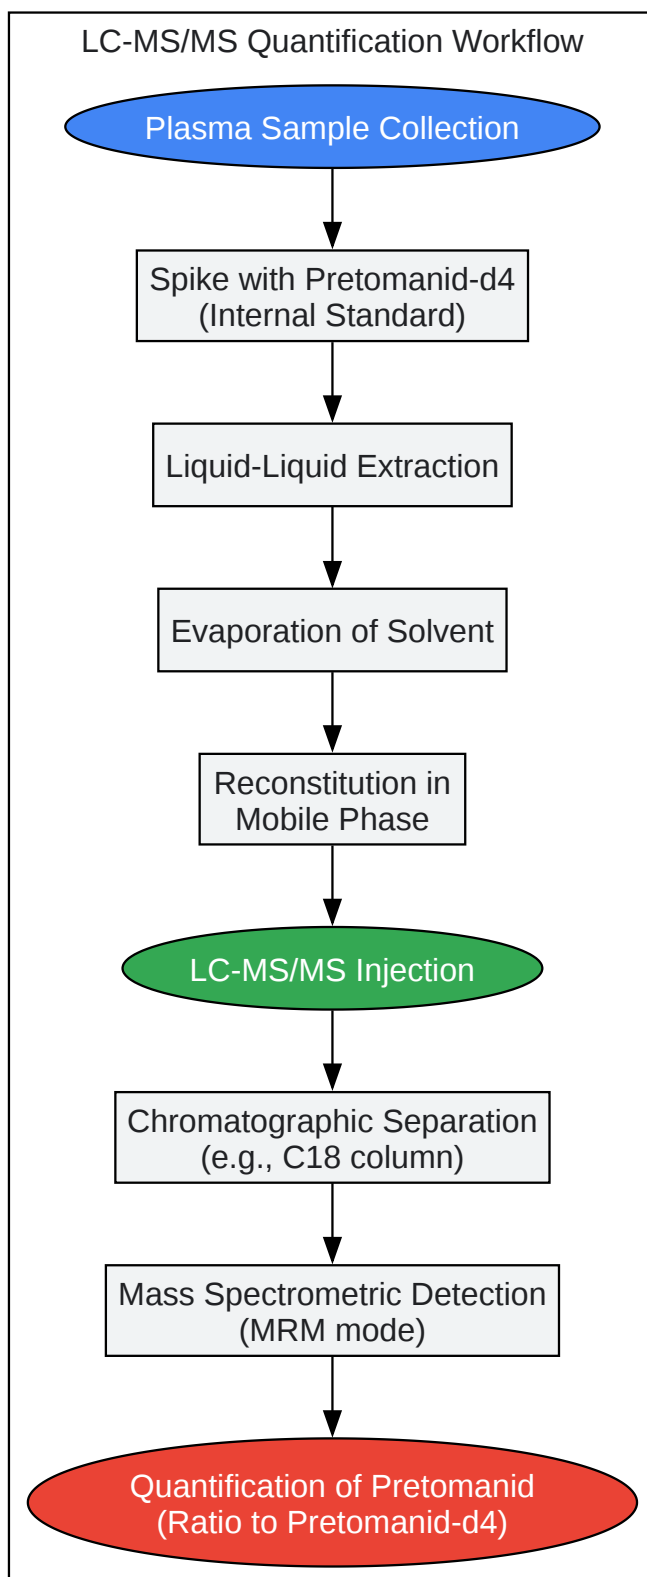 LC-MS/MS Quantification Workflow
Plasma Sample Collection
Spike with Pretomanid-d4
(Internal Standard)
Liquid-Liquid Extraction
Evaporation of Solvent
Reconstitution in
Mobile Phase
LC-MS/MS Injection
Chromatographic Separation
(e.g., C18 column)
Mass Spectrometric Detection
(MRM mode)
Quantification of Pretomanid
(Ratio to Pretomanid-d4)